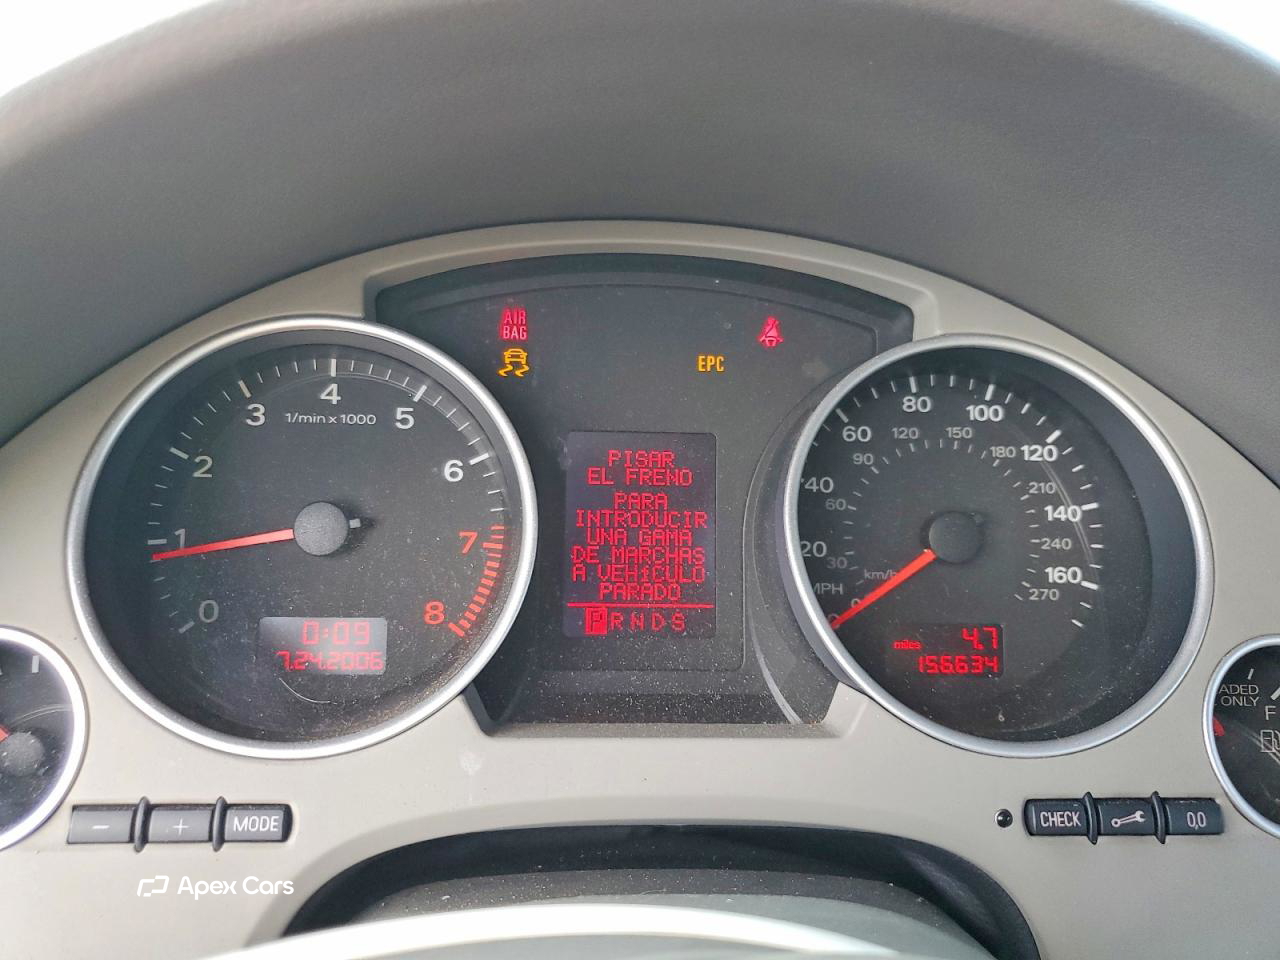 AIR
BAG
EPC
4
3
5
1/min x 1000
2
6
1
7
0
8
0:09
7.24.2006
PISAR
EL FRENO
PARA
INTRODUCIR
UNA GAMA
DE MARCHAS
A VEHíCULO
PARADO
P R N D S
80
100
60
120
150
90
180
120
40
60
210
140
20
30
240
km/h
160
MPH
270
0
miles
4.7
156634
ADED
ONLY
F
- + MODE
CHECK 0,0
Apex Cars